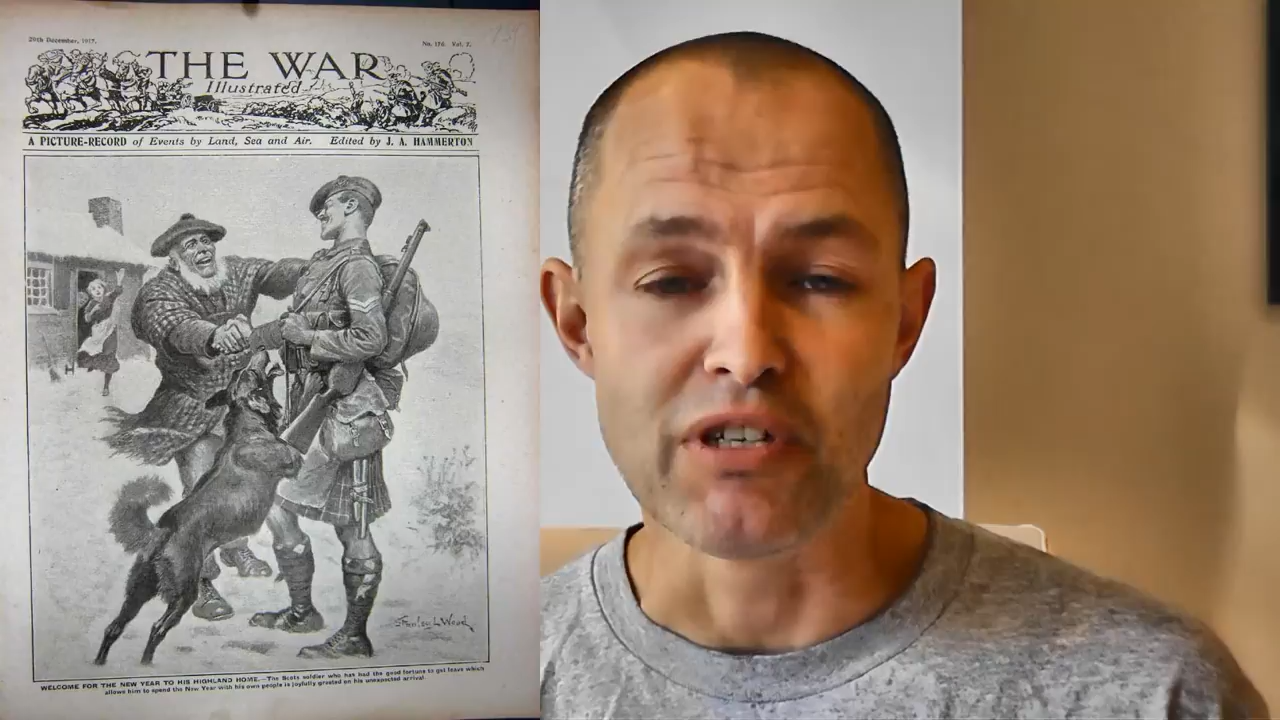 29th December, 1917.
No. 176. Vol. 7.
THE WAR
Illustrated
A PICTURE-RECORD of Events by Land, Sea and Air. Edited by J. A. HAMMERTON
Stanley L. Wood
WELCOME FOR THE NEW YEAR TO HIS HIGHLAND HOME.—The Scots soldier who has had the good fortune to get leave which
allows him to spend the New Year with his own people is joyfully greeted on his unexpected arrival.